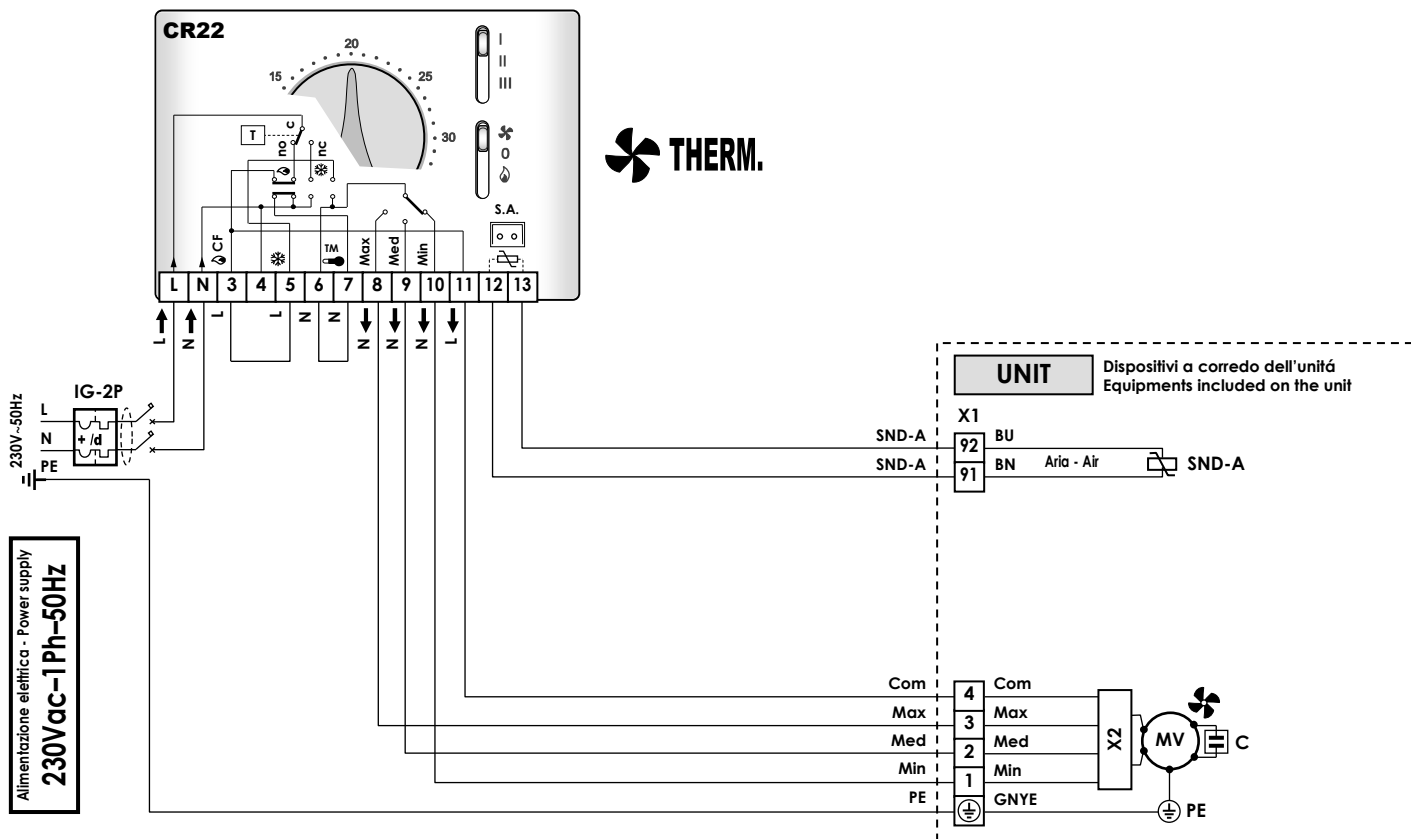 CR22
20
15
25
30
I
II
III
0
THERM.
T
c
no
nc
S.A.
CF
TM
Max
Med
Min
L N 3 4 5 6 7 8 9 10 11 12 13
L
N
L
L
N
N
N
N
N
L
IG-2P
230V~50Hz
L
N
PE
+ /d
Alimentazione elettrica - Power supply
230Vac-1Ph-50Hz
UNIT
Dispositivi a corredo dell'unitá
Equipments included on the unit
X1
SND-A 92 BU
SND-A 91 BN Aria - Air SND-A
Com 4 Com
Max 3 Max
Med 2 Med
Min 1 Min
PE GNYE
X2
MV
C
PE